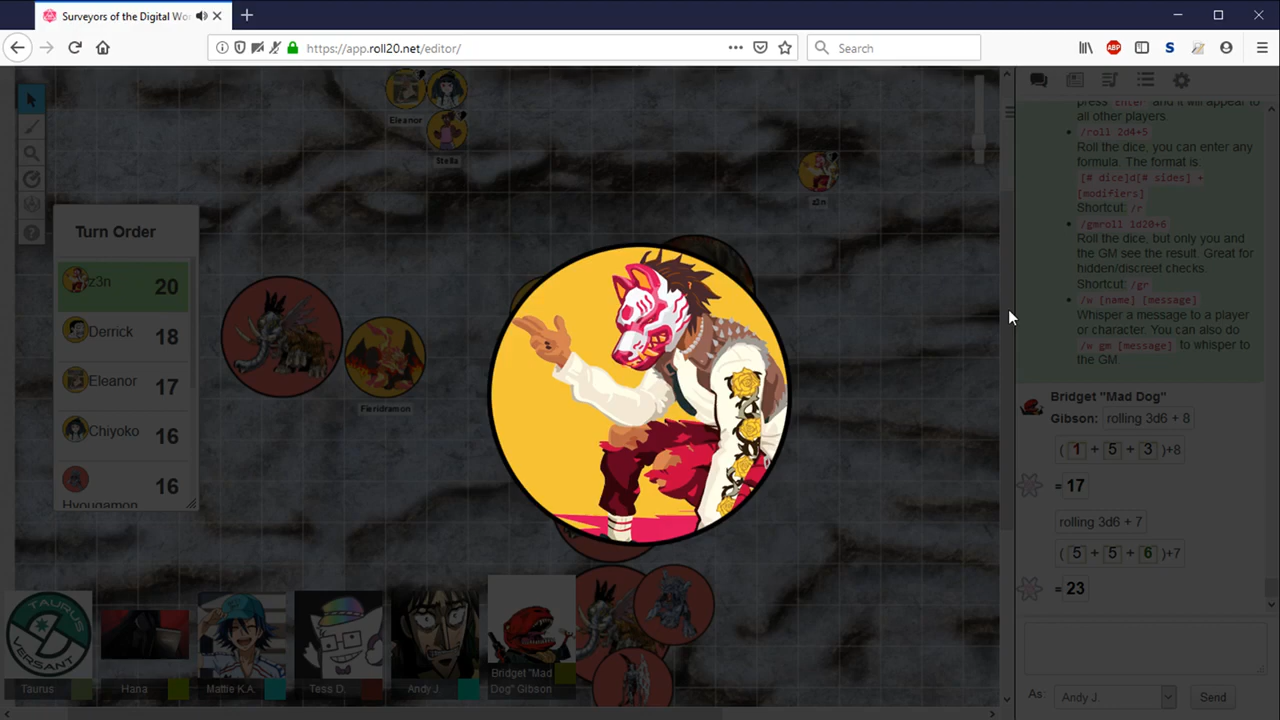 Surveyors of the Digital Wor
https://app.roll20.net/editor/
Search
Eleanor
Stella
z3n
Turn Order
z3n 20
Derrick 18
Eleanor 17
Chiyoko 16
Hyougamon 16
Fieridramon
press Enter and it will appear to
all other players.
/roll 2d4+5
Roll the dice, you can enter any
formula. The format is
[# dice]d[# sides] +
[modifiers]
Shortcut: /r
/gmroll 1d20+6
Roll the dice, but only you and
the GM see the result. Great for
hidden/discreet checks.
Shortcut: /gr
/w [name] [message]
Whisper a message to a player
or character. You can also do
/w gm [message] to whisper to
the GM.
Bridget "Mad Dog"
Gibson: rolling 3d6 + 8
(1 + 5 + 3)+8
= 17
rolling 3d6 + 7
(5 + 5 + 6)+7
= 23
TAURUS
VERSANT
Taurus
Hana
Mattie K.A.
Tess D.
Andy J.
Bridget "Mad
Dog" Gibson
As: Andy J. Send